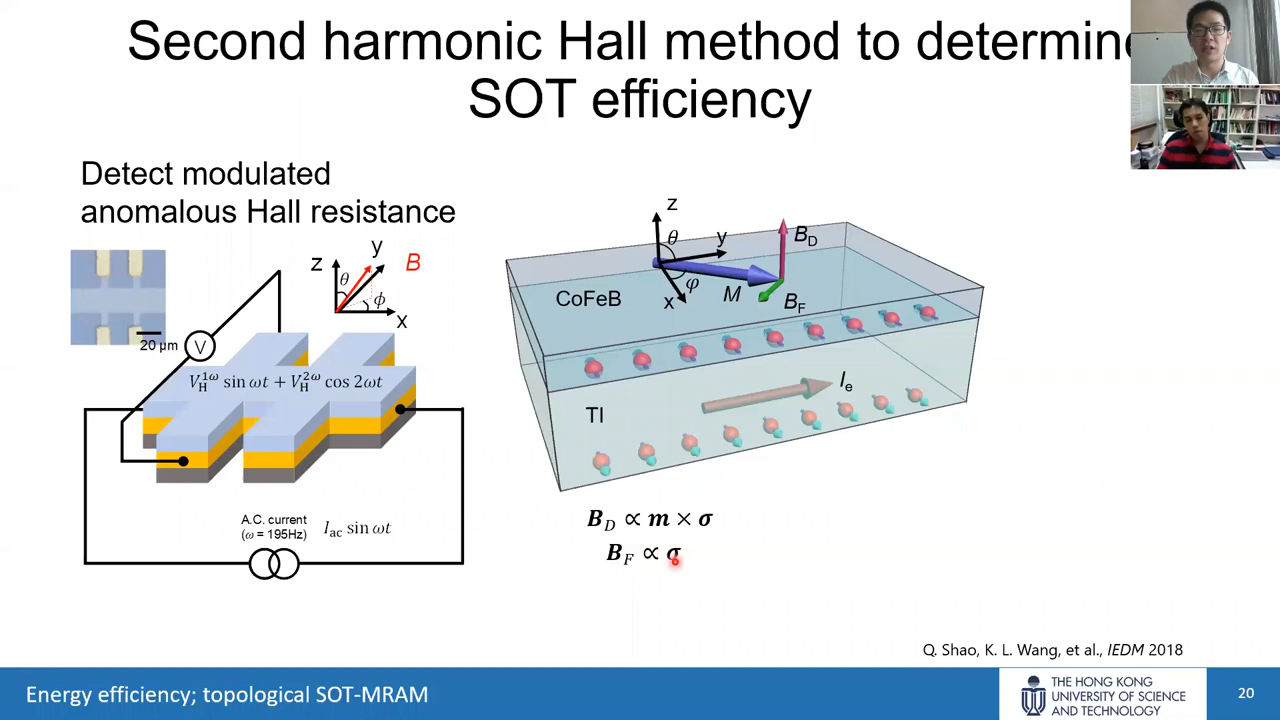 Second harmonic Hall method to determine
SOT efficiency
Detect modulated
anomalous Hall resistance
20 μm
V
z
y
B
θ
ϕ
x
V_H^{1ω} sin ωt + V_H^{2ω} cos 2ωt
A.C. current
(ω = 195Hz)
I_ac sin ωt
z
θ
y
B_D
φ
x
M
B_F
CoFeB
I_e
TI
B_D ∝ m × σ
B_F ∝ σ
Q. Shao, K. L. Wang, et al., IEDM 2018
Energy efficiency; topological SOT-MRAM
THE HONG KONG
UNIVERSITY OF SCIENCE
AND TECHNOLOGY
20